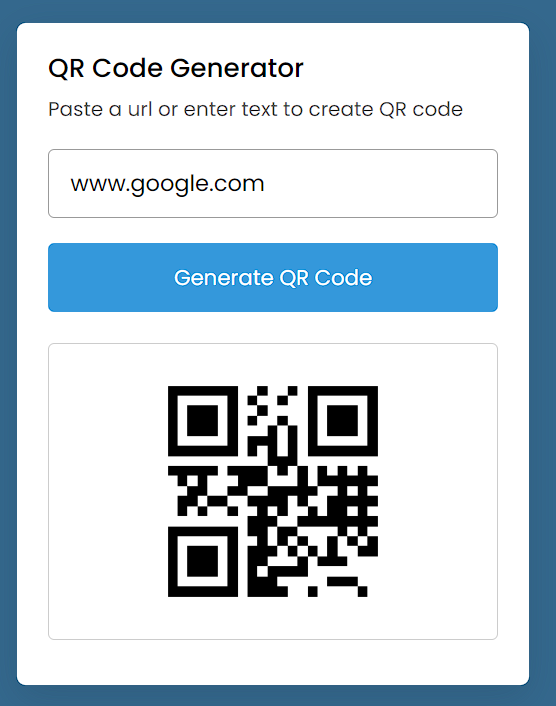 QR Code Generator
Paste a url or enter text to create QR code
www.google.com
Generate QR Code